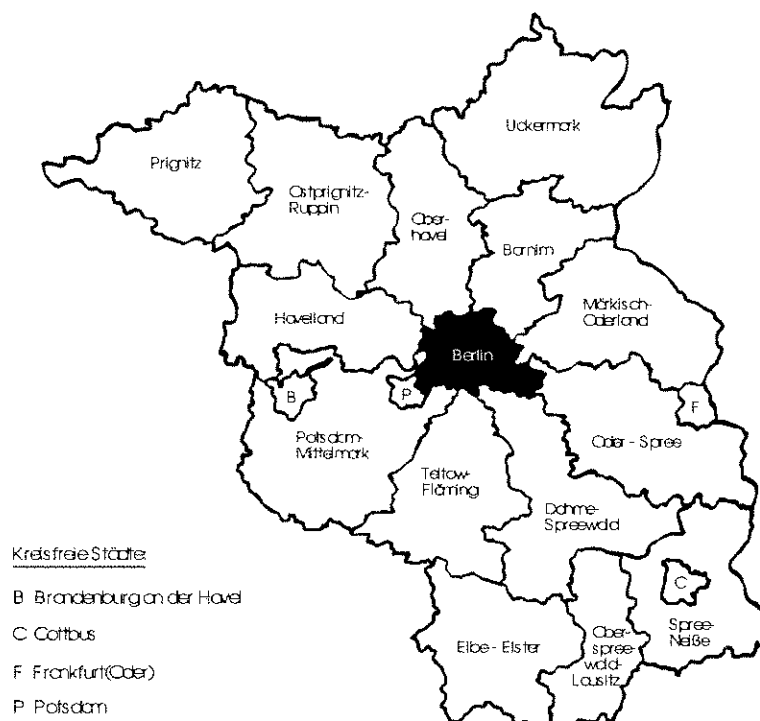 Uckermark
Prignitz
Ostprignitz-
Ruppin
Ober-
havel
Barnim
Märkisch-
Oderland
Havelland
Berlin
B
P
F
Potsdam-
Mittelmark
Oder - Spree
Teltow-
Fläming
Dahme-
Spreewald
Kreisfreie Städte:
B Brandenburg an der Havel
C Cottbus
F Frankfurt(Oder)
P Potsdam
C
Spree-
Neiße
Elbe - Elster
Ober-
spree-
wald-
Lausitz